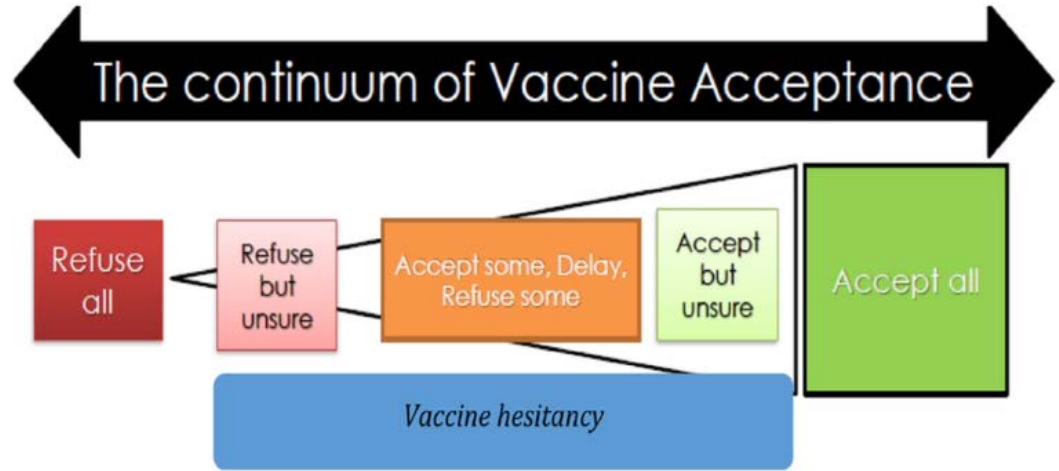 The continuum of Vaccine Acceptance
Refuse
all
Refuse
but
unsure
Accept some, Delay,
Refuse some
Accept
but
unsure
Accept all
Vaccine hesitancy